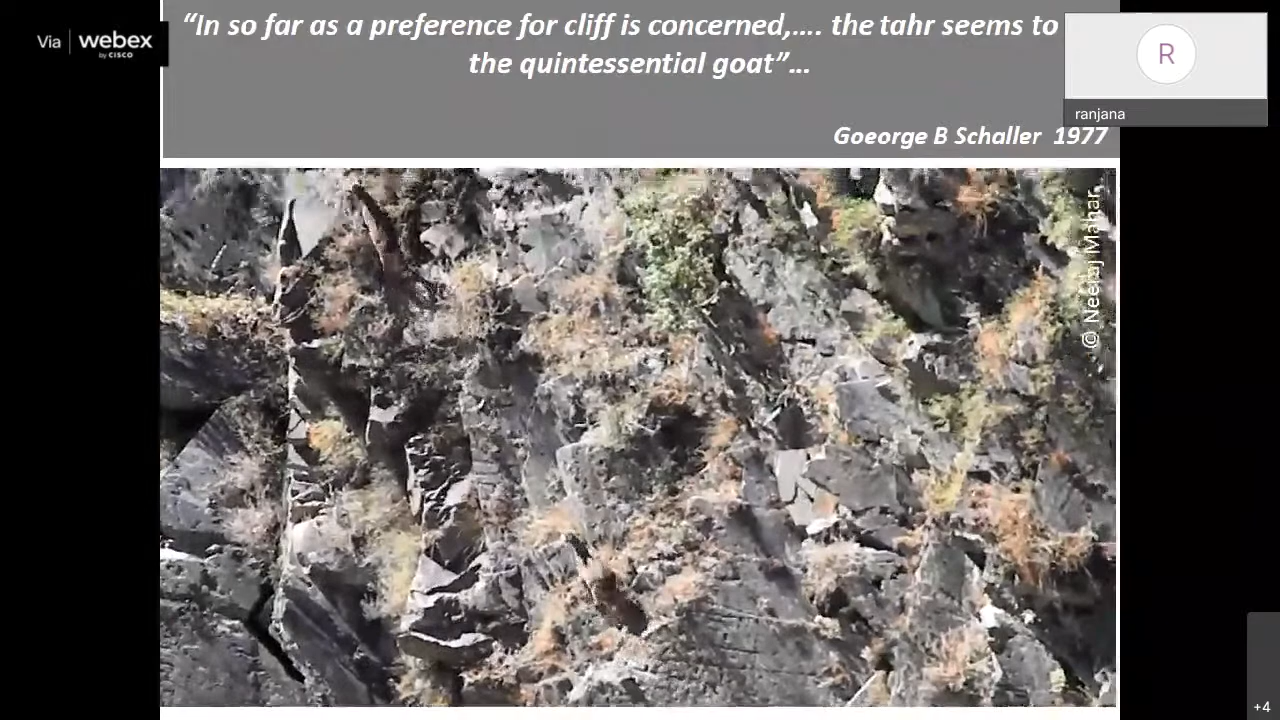 Via | webex
by CISCO
“In so far as a preference for cliff is concerned,.... the tahr seems to
the quintessential goat”...
Goeorge B Schaller 1977
R
ranjana
@ Neeraj Mahar
+4